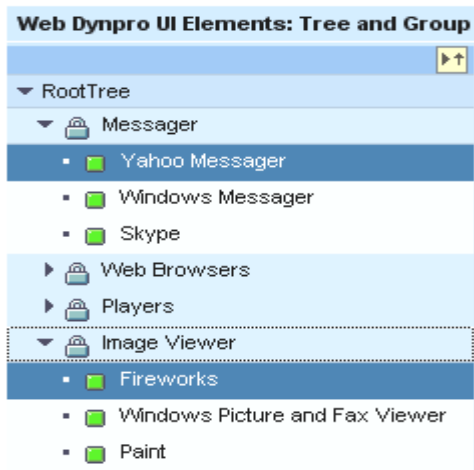 Web Dynpro UI Elements: Tree and Group
RootTree
Messager
Yahoo Messager
Windows Messager
Skype
Web Browsers
Players
Image Viewer
Fireworks
Windows Picture and Fax Viewer
Paint